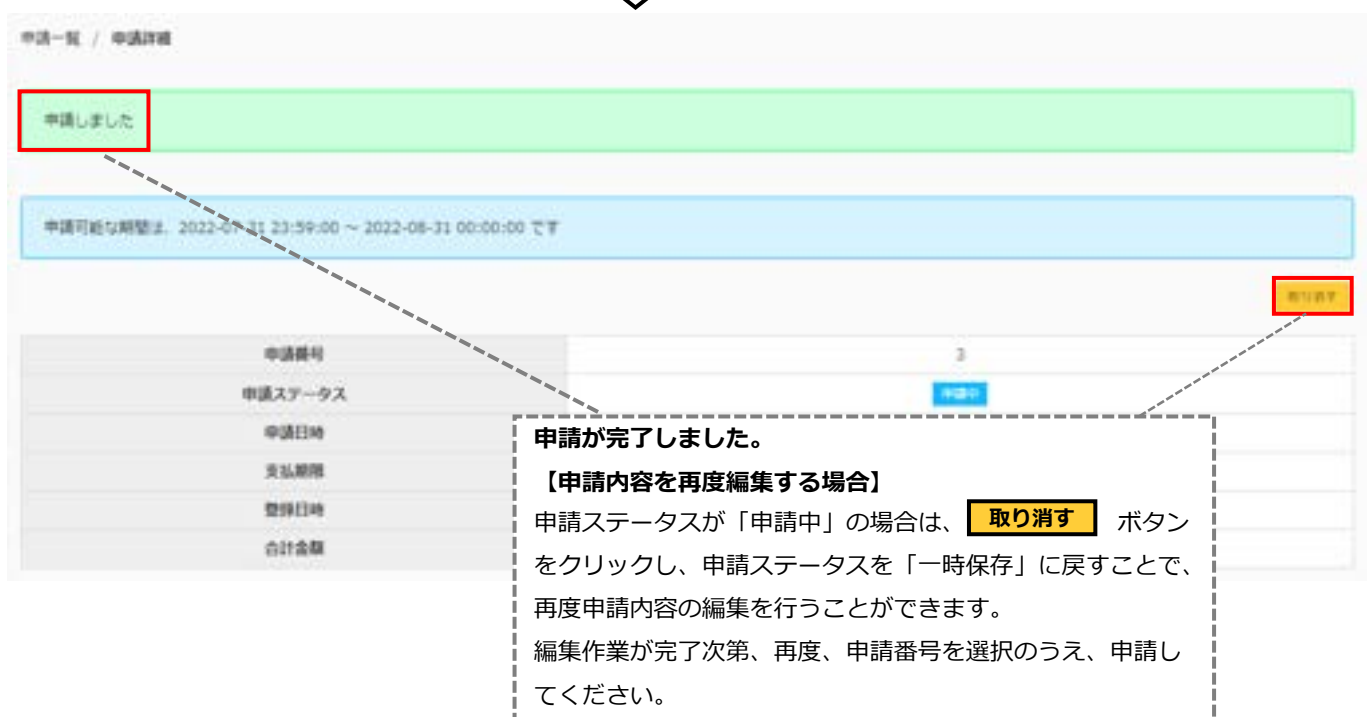 申請一覧 / 申請詳細
申請しました
申請可能な期間は、2022-07-31 23:59:00 ~ 2022-08-31 00:00:00 です
取り消す
申請番号 3
申請ステータス 申請中
申請日時
支払期限
登録日時
合計金額
申請が完了しました。
【申請内容を再度編集する場合】
申請ステータスが「申請中」の場合は、 取り消す ボタン
をクリックし、申請ステータスを「一時保存」に戻すことで、
再度申請内容の編集を行うことができます。
編集作業が完了次第、再度、申請番号を選択のうえ、申請し
てください。